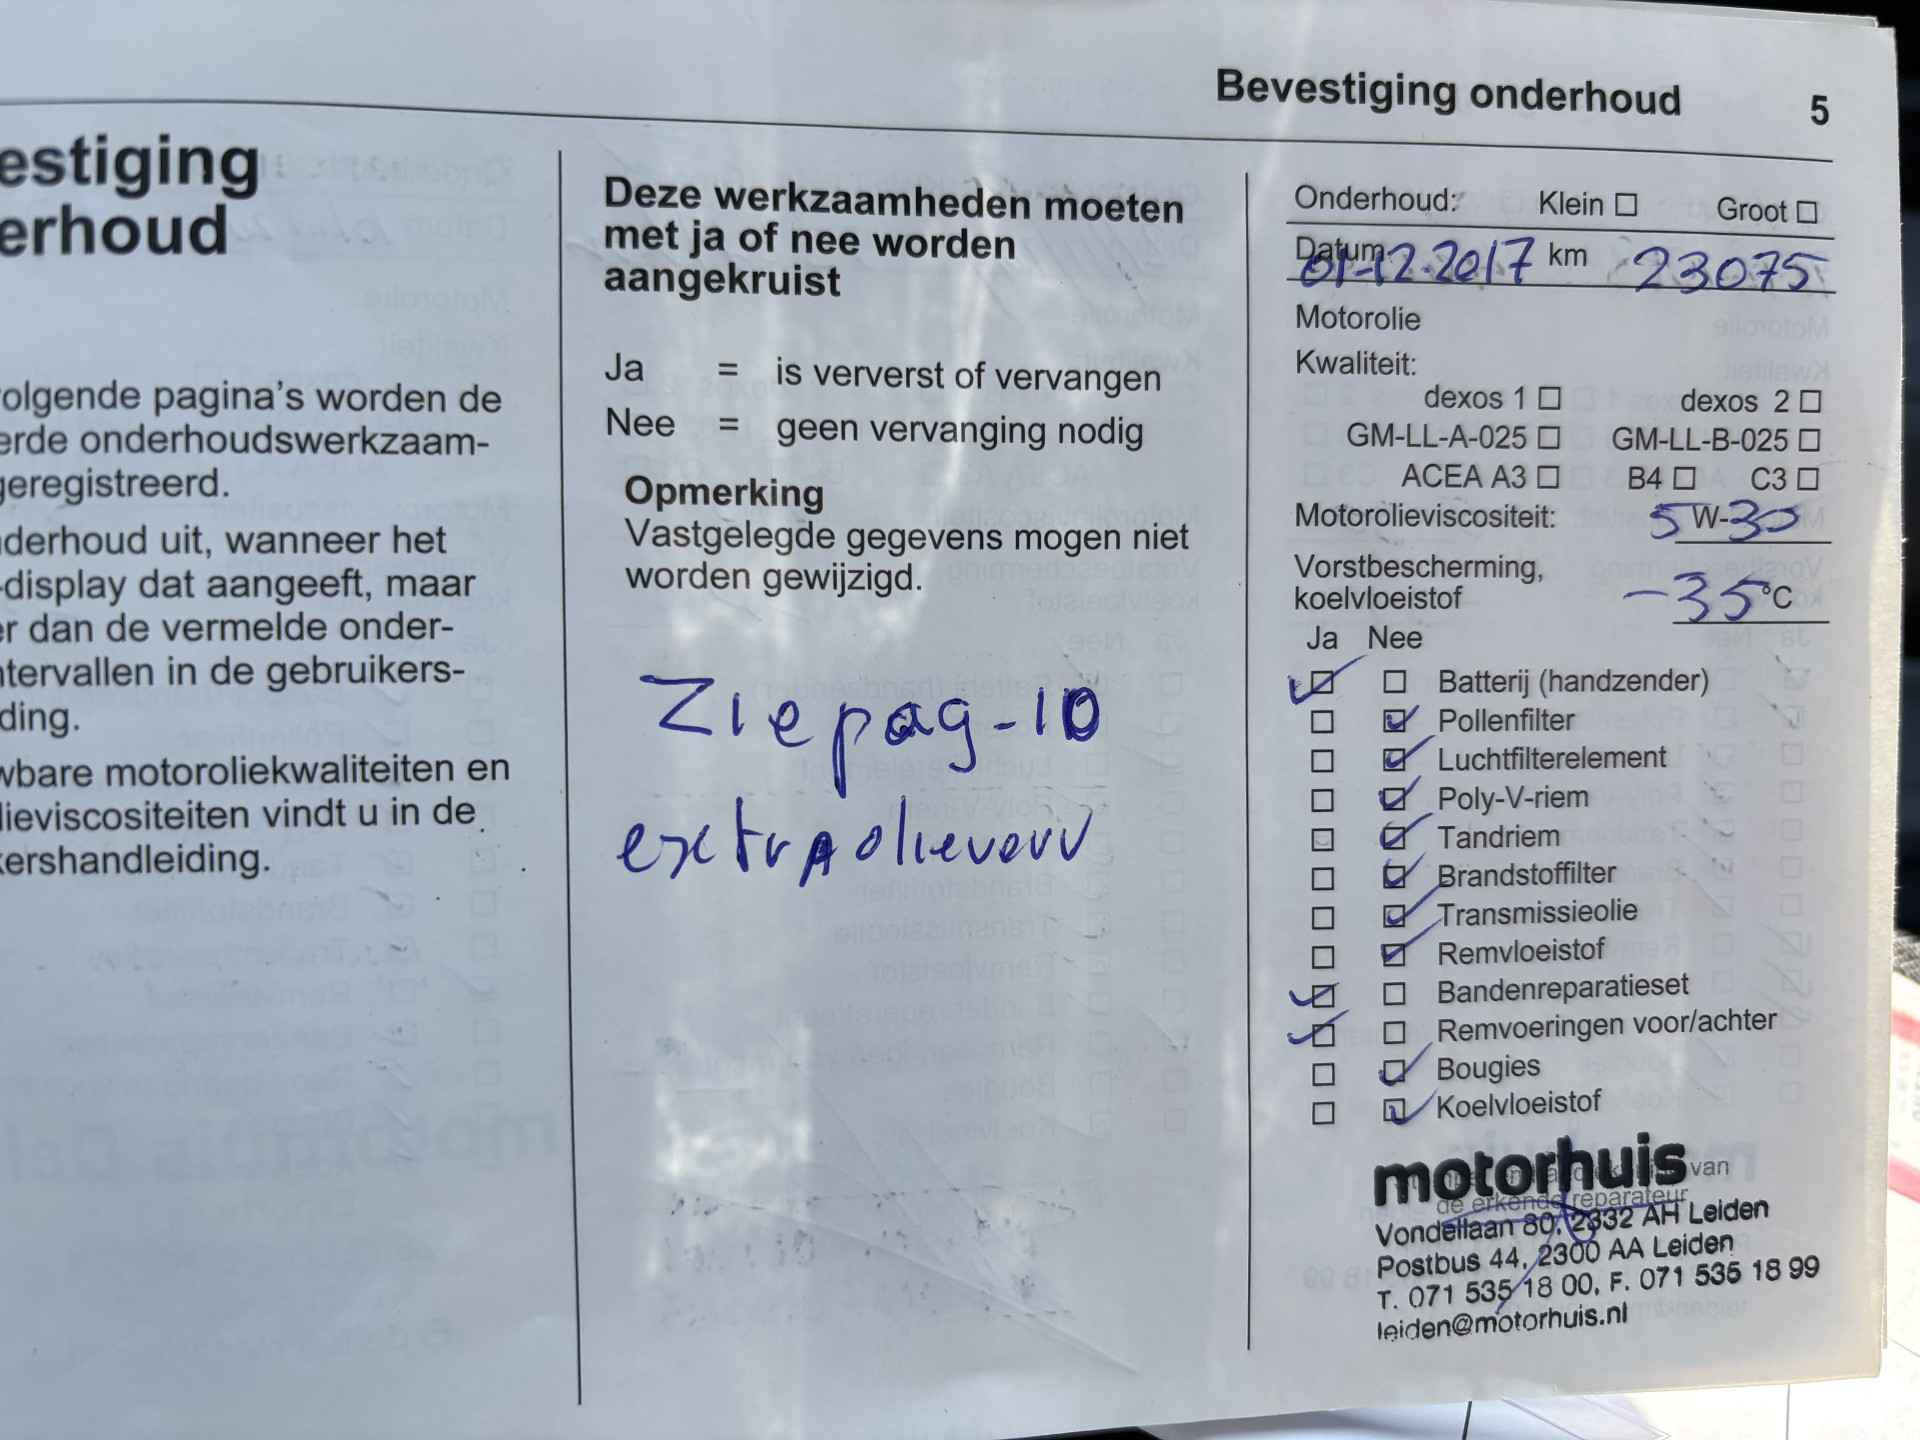 Bevestiging onderhoud 5
estiging
erhoud
olgende pagina's worden de
erde onderhoudswerkzaam-
geregistreerd.
derhoud uit, wanneer het
-display dat aangeeft, maar
er dan de vermelde onder-
ntervallen in de gebruikers-
ding.
wbare motoroliekwaliteiten en
lieviscositeiten vindt u in de
kershandleiding.
Deze werkzaamheden moeten
met ja of nee worden
aangekruist
Ja = is ververst of vervangen
Nee = geen vervanging nodig
Opmerking
Vastgelegde gegevens mogen niet
worden gewijzigd.
Zie pag-10
extra olieverv
Onderhoud: Klein ☐ Groot ☐
Datum 01-12-2017 km 23075
Motorolie
Kwaliteit:
dexos 1 ☐ dexos 2 ☐
GM-LL-A-025 ☐ GM-LL-B-025 ☐
ACEA A3 ☐ B4 ☐ C3 ☐
Motorolieviscositeit: 5 W-30
Vorstbescherming,
koelvloeistof -35 °C
Ja Nee
☑ ☐ Batterij (handzender)
☐ ☑ Pollenfilter
☐ ☑ Luchtfilterelement
☐ ☑ Poly-V-riem
☐ ☑ Tandriem
☐ ☑ Brandstoffilter
☐ ☑ Transmissieolie
☐ ☑ Remvloeistof
☑ ☐ Bandenreparatieset
☑ ☐ Remvoeringen voor/achter
☐ ☑ Bougies
☐ ☑ Koelvloeistof
motorhuis
van
de erkende reparateur
Vondellaan 80, 2332 AH Leiden
Postbus 44, 2300 AA Leiden
T. 071 535 18 00, F. 071 535 18 99
leiden@motorhuis.nl